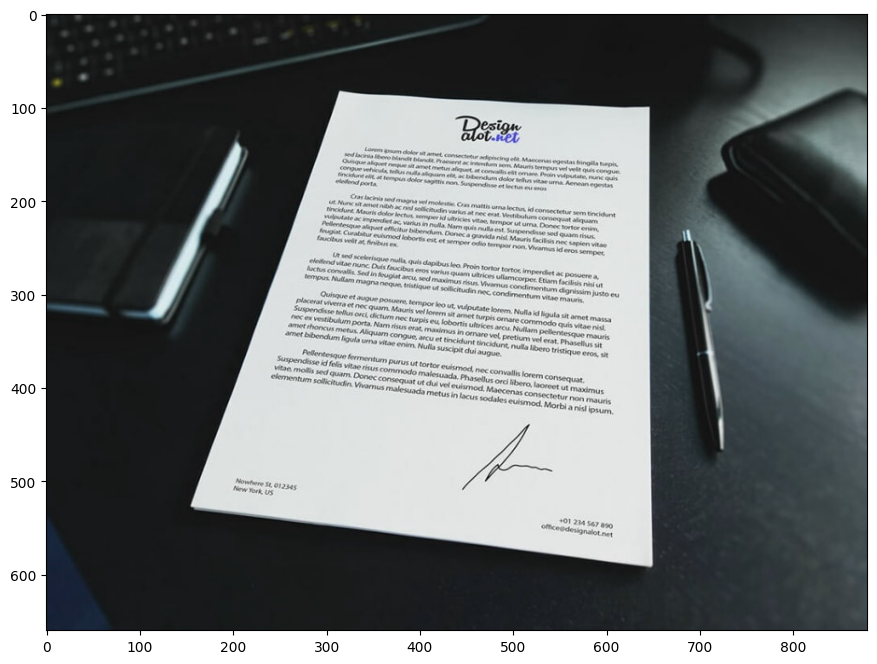 Design
alot.net
Lorem ipsum dolor sit amet, consectetur adipiscing elit. Maecenas egestas fringilla turpis,
sed lacinia libero blandit blandit. Praesent ac interdum sem. Mauris tempus vel velit quis congue.
Quisque aliquet neque sit amet metus aliquet, at convallis elit ornare. Proin vulputate, nunc quis
congue vehicula, tellus nulla aliquam elit, ac bibendum dolor tellus vitae urna. Aenean egestas
tincidunt elit, at tempus dolor sagittis non. Suspendisse et lectus eu eros
eleifend porta.
Cras lacinia sed magna vel molestie. Cras mattis urna lectus, id consectetur sem tincidunt
ut. Nunc sit amet nibh ac nisl sollicitudin varius at nec erat. Vestibulum consequat aliquam
tincidunt. Mauris dolor lectus, semper id ultricies vitae, tempor ut urna. Donec tortor enim,
vulputate ac imperdiet ac, varius in nulla. Nam quis nulla est. Suspendisse sed quam risus.
Pellentesque aliquet efficitur bibendum. Donec a gravida nisl. Mauris facilisis nec sapien vitae
feugiat. Curabitur euismod lobortis est, et semper odio tempor non. Vivamus id eros semper,
faucibus velit at, finibus ex.
Ut sed scelerisque nulla, quis dapibus leo. Proin tortor tortor, imperdiet ac posuere a,
eleifend vitae nunc. Duis faucibus eros varius quam ultrices ullamcorper. Etiam facilisis nisi ut
luctus convallis. Sed in feugiat arcu, sed maximus risus. Vivamus condimentum dignissim justo eu
tempus. Nullam magna neque, tristique ut sollicitudin nec, condimentum vitae mauris.
Quisque et augue posuere, tempor leo ut, vulputate lorem. Nulla id ligula sit amet massa
placerat viverra et nec quam. Mauris vel lorem sit amet turpis ornare commodo quis vitae nisl.
Suspendisse tellus orci, dictum nec turpis eu, lobortis ultrices arcu. Nullam pellentesque mauris
nec ex vestibulum porta. Nam risus erat, maximus in ornare vel, pretium vel erat. Phasellus sit
amet rhoncus metus. Aliquam congue, arcu et tincidunt tincidunt, nulla libero tristique eros, sit
amet bibendum ligula urna vitae enim. Nulla suscipit dui augue.
Pellentesque fermentum purus ut tortor euismod, nec convallis lorem consequat.
Suspendisse id felis vitae risus commodo malesuada. Phasellus orci libero, laoreet ut maximus
vitae, mollis sed quam. Donec consequat ut dui vel euismod. Maecenas consectetur non mauris
elementum sollicitudin. Vivamus malesuada metus in lacus sodales euismod. Morbi a nisl ipsum.
Nowhere St, 012345
New York, US
+01 234 567 890
office@designalot.net
0
100
200
300
400
500
600
0 100 200 300 400 500 600 700 800